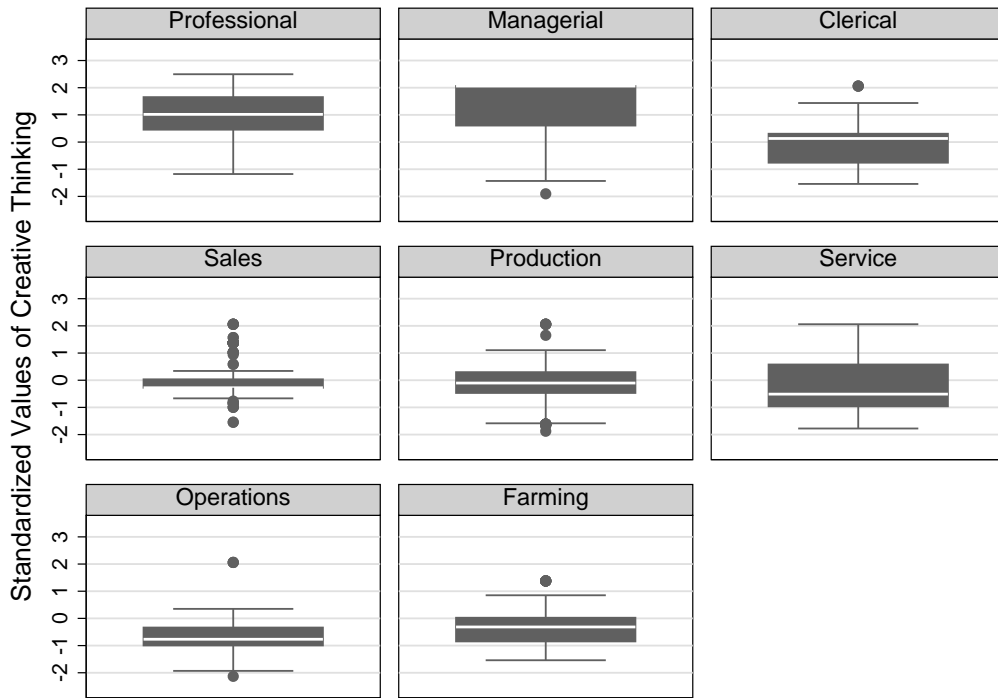 Professional
Managerial
Clerical
3
2
1
0
-1
-2
Sales
Production
Service
3
2
1
0
-1
-2
Operations
Farming
3
2
1
0
-1
-2
Standardized Values of Creative Thinking